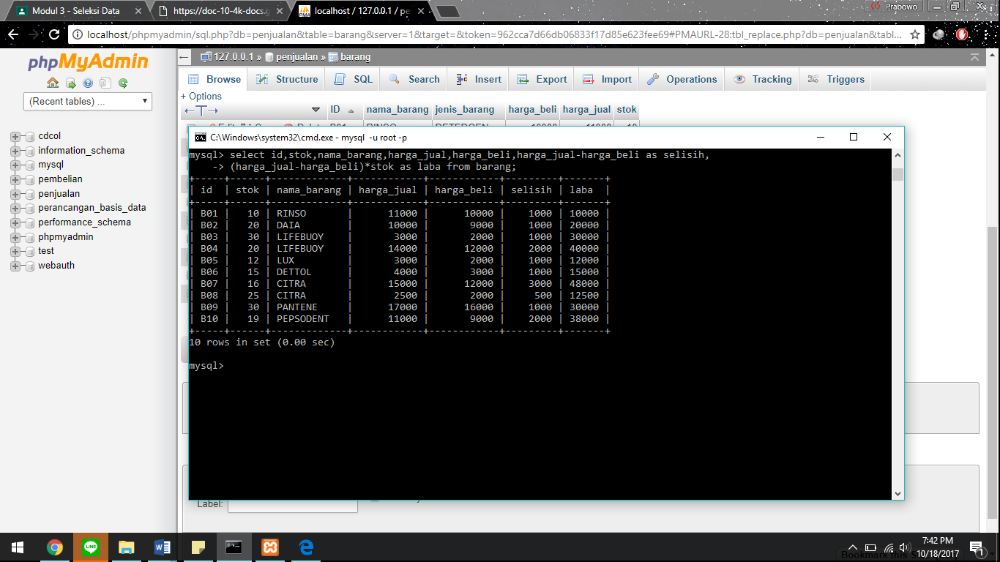 Modul 3 - Seleksi Data
https://doc-10-4k-docs.g
localhost / 127.0.0.1 / pe
Prabowo
localhost/phpmyadmin/sql.php?db=penjualan&table=barang&server=1&target=&token=962cca7d66db06833f17d85e623fee69#PMAURL-28:tbl_replace.php?db=penjualan&tabl...
phpMyAdmin
(Recent tables) ...
cdcol
information_schema
mysql
pembelian
penjualan
perancangan_basis_data
performance_schema
phpmyadmin
test
webauth
127.0.0.1 » penjualan » barang
Browse Structure SQL Search Insert Export Import Operations Tracking Triggers
+ Options
ID nama_barang jenis_barang harga_beli harga_jual stok
C:\Windows\system32\cmd.exe - mysql -u root -p
mysql> select id,stok,nama_barang,harga_jual,harga_beli,harga_jual-harga_beli as selisih,
    -> (harga_jual-harga_beli)*stok as laba from barang;
+-----+------+-------------+------------+------------+---------+-------+
| id  | stok | nama_barang | harga_jual | harga_beli | selisih | laba  |
+-----+------+-------------+------------+------------+---------+-------+
| B01 |   10 | RINSO       |      11000 |      10000 |    1000 | 10000 |
| B02 |   20 | DAIA        |      10000 |       9000 |    1000 | 20000 |
| B03 |   30 | LIFEBUOY    |       3000 |       2000 |    1000 | 30000 |
| B04 |   20 | LIFEBUOY    |      14000 |      12000 |    2000 | 40000 |
| B05 |   12 | LUX         |       3000 |       2000 |    1000 | 12000 |
| B06 |   15 | DETTOL      |       4000 |       3000 |    1000 | 15000 |
| B07 |   16 | CITRA       |      15000 |      12000 |    3000 | 48000 |
| B08 |   25 | CITRA       |       2500 |       2000 |     500 | 12500 |
| B09 |   30 | PANTENE     |      17000 |      16000 |    1000 | 30000 |
| B10 |   19 | PEPSODENT   |      11000 |       9000 |    2000 | 38000 |
+-----+------+-------------+------------+------------+---------+-------+
10 rows in set (0.00 sec)
mysql>
Label:
LINE
7:42 PM
10/18/2017
Bookmark this S